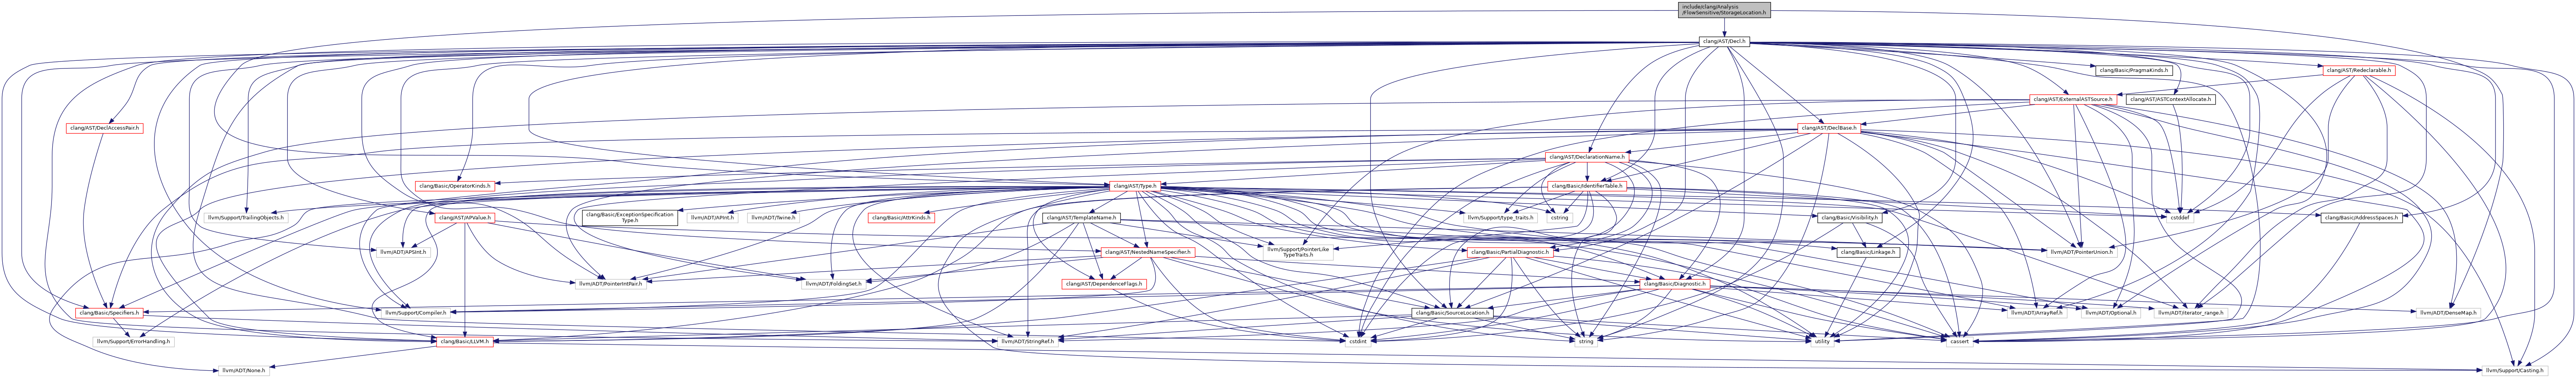 include/clang/Analysis
/FlowSensitive/StorageLocation.h
clang/AST/Decl.h
clang/Basic/PragmaKinds.h
clang/AST/Redeclarable.h
clang/AST/ExternalASTSource.h
clang/AST/ASTContextAllocate.h
clang/AST/DeclAccessPair.h
clang/AST/DeclBase.h
clang/AST/DeclarationName.h
clang/Basic/OperatorKinds.h
clang/AST/Type.h
clang/Basic/IdentifierTable.h
llvm/Support/TrailingObjects.h
clang/AST/APValue.h
clang/Basic/ExceptionSpecification
Type.h
llvm/ADT/APInt.h
llvm/ADT/Twine.h
clang/Basic/AttrKinds.h
clang/AST/TemplateName.h
llvm/Support/type_traits.h
cstring
clang/Basic/Visibility.h
cstddef
clang/Basic/AddressSpaces.h
llvm/ADT/APSInt.h
clang/AST/NestedNameSpecifier.h
llvm/Support/PointerLike
TypeTraits.h
clang/Basic/PartialDiagnostic.h
clang/Basic/Linkage.h
llvm/ADT/PointerUnion.h
llvm/ADT/PointerIntPair.h
llvm/ADT/FoldingSet.h
clang/AST/DependenceFlags.h
clang/Basic/Diagnostic.h
clang/Basic/Specifiers.h
llvm/Support/Compiler.h
clang/Basic/SourceLocation.h
llvm/ADT/ArrayRef.h
llvm/ADT/Optional.h
llvm/ADT/iterator_range.h
llvm/ADT/DenseMap.h
llvm/Support/ErrorHandling.h
clang/Basic/LLVM.h
llvm/ADT/StringRef.h
cstdint
string
utility
cassert
llvm/ADT/None.h
llvm/Support/Casting.h